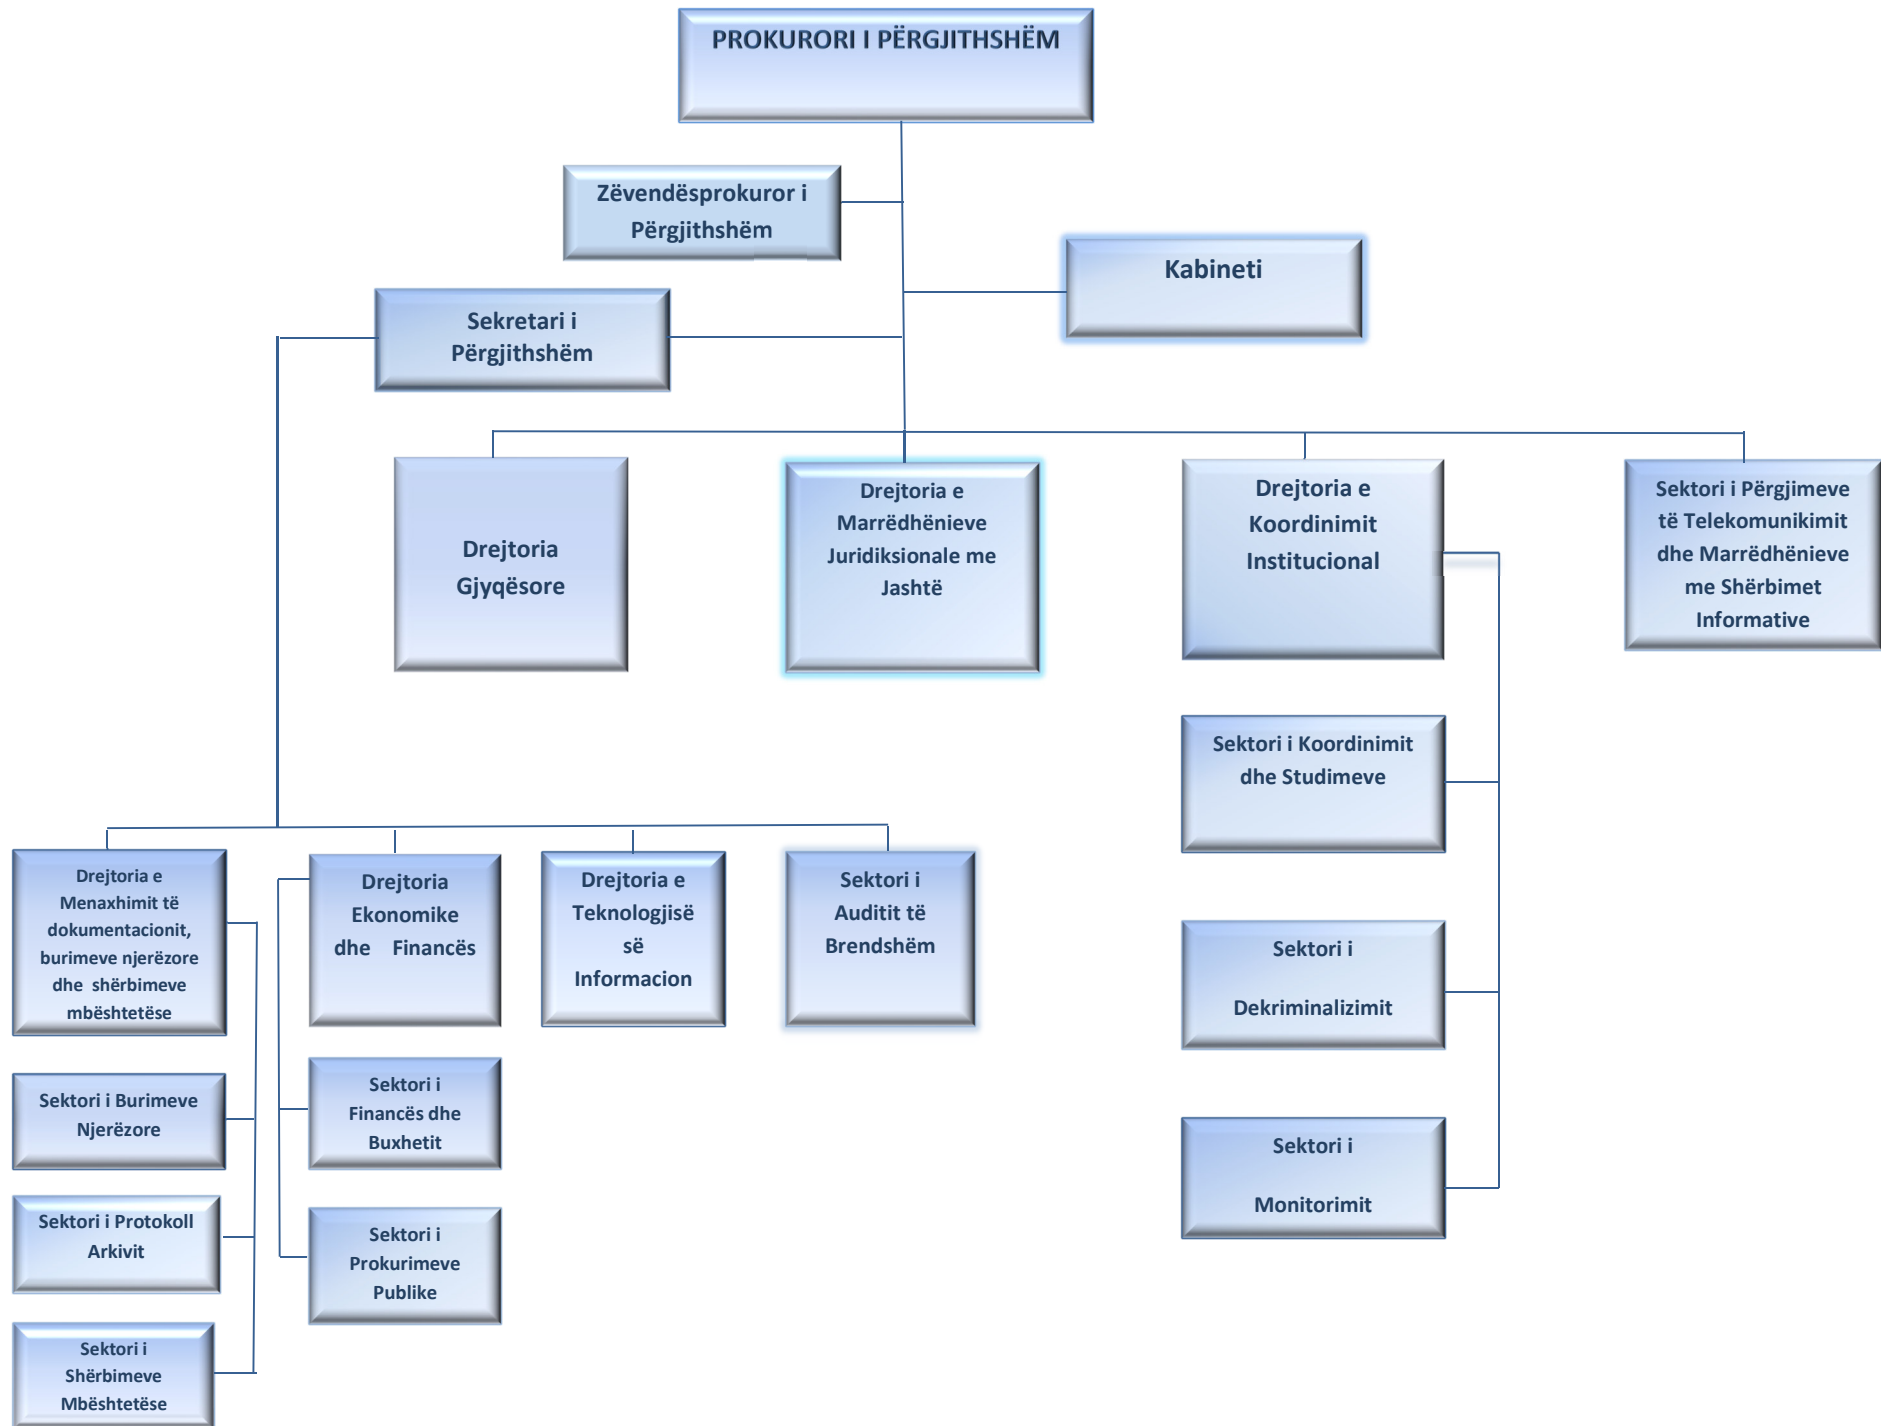 PROKURORI I PËRGJITHSHËM
Zëvendësprokuror i
Përgjithshëm
Kabineti
Sekretari i
Përgjithshëm
Drejtoria
Gjyqësore
Drejtoria e
Marrëdhënieve
Juridiksionale me
Jashtë
Drejtoria e
Koordinimit
Institucional
Sektori i Përgjimeve
të Telekomunikimit
dhe Marrëdhënieve
me Shërbimet
Informative
Sektori i Koordinimit
dhe Studimeve
Sektori i
Dekriminalizimit
Sektori i
Monitorimit
Drejtoria e
Menaxhimit të
dokumentacionit,
burimeve njerëzore
dhe shërbimeve
mbështetëse
Drejtoria
Ekonomike
dhe Financës
Drejtoria e
Teknologjisë
së
Informacion
Sektori i
Auditit të
Brendshëm
Sektori i Burimeve
Njerëzore
Sektori i Protokoll
Arkivit
Sektori i
Shërbimeve
Mbështetëse
Sektori i
Financës dhe
Buxhetit
Sektori i
Prokurimeve
Publike